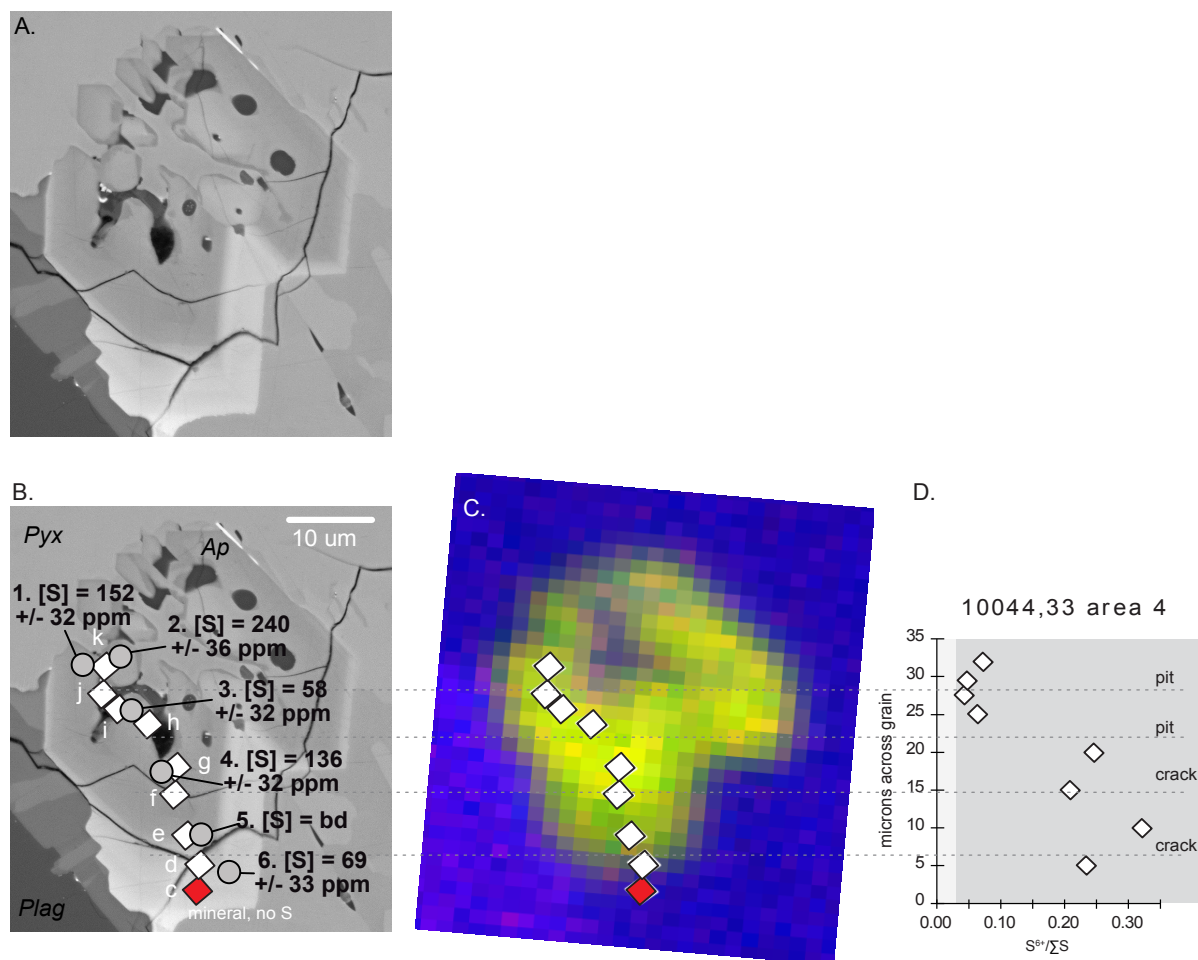 A.
B.
Pyx
Ap
10 um
1. [S] = 152
+/- 32 ppm
2. [S] = 240
+/- 36 ppm
k
j
3. [S] = 58
+/- 32 ppm
i
h
4. [S] = 136
+/- 32 ppm
g
f
e
5. [S] = bd
d
6. [S] = 69
+/- 33 ppm
c
mineral, no S
Plag
C.
D.
10044,33 area 4
microns across grain
35
30
25
20
15
10
5
0
pit
pit
crack
crack
0.00
0.10
0.20
0.30
S⁶⁺/∑S